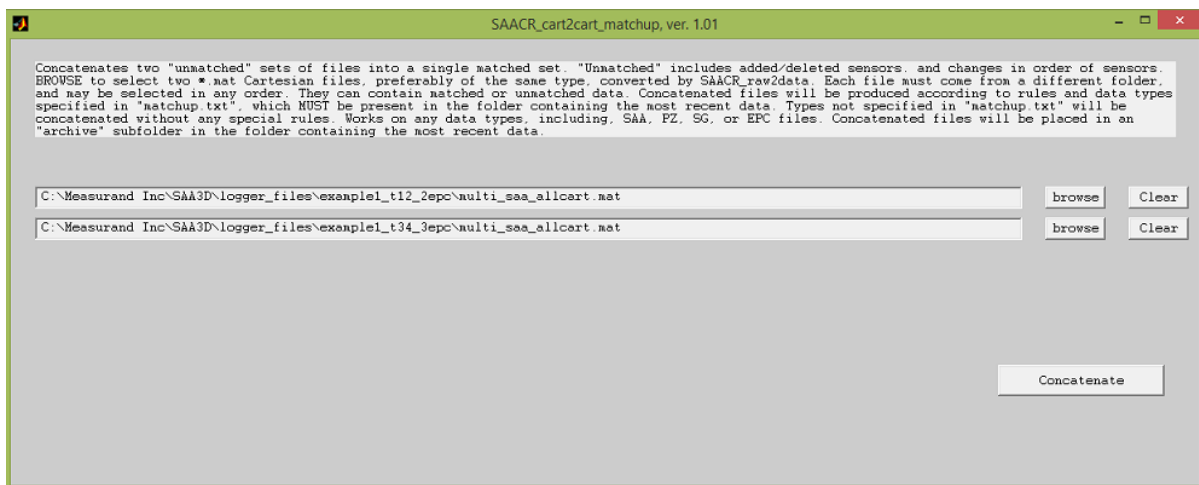 SAACR_cart2cart_matchup, ver. 1.01
Concatenates two "unmatched" sets of files into a single matched set. "Unmatched" includes added/deleted sensors. and changes in order of sensors.
BROWSE to select two *.mat Cartesian files, preferably of the same type, converted by SAACR_raw2data. Each file must come from a different folder,
and may be selected in any order. They can contain matched or unmatched data. Concatenated files will be produced according to rules and data types
specified in "matchup.txt", which MUST be present in the folder containing the most recent data. Types not specified in "matchup.txt" will be
concatenated without any special rules. Works on any data types, including, SAA, PZ, SG, or EPC files. Concatenated files will be placed in an
"archive" subfolder in the folder containing the most recent data.
C:\Measurand Inc\SAA3D\logger_files\example1_t12_2epc\multi_saa_allcart.mat browse Clear
C:\Measurand Inc\SAA3D\logger_files\example1_t34_3epc\multi_saa_allcart.mat browse Clear
Concatenate